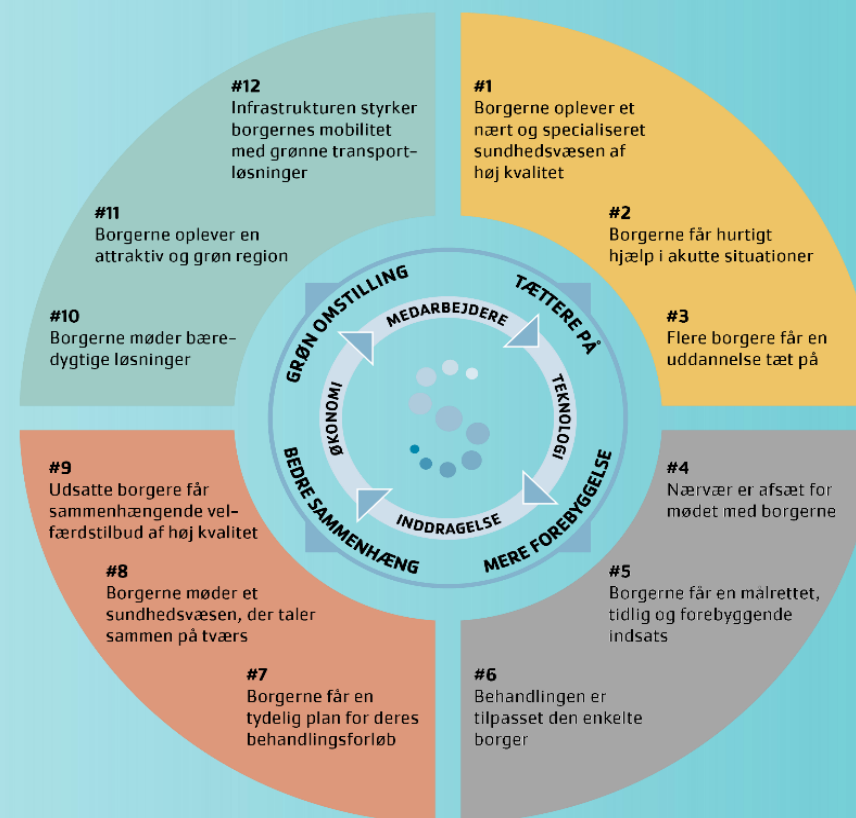 #1
Borgerne oplever et
nært og specialiseret
sundhedsvæsen af
høj kvalitet
#2
Borgerne får hurtigt
hjælp i akutte situationer
#3
Flere borgere får en
uddannelse tæt på
#4
Nærvær er afsæt for
mødet med borgerne
#5
Borgerne får en målrettet,
tidlig og forebyggende
indsats
#6
Behandlingen er
tilpasset den enkelte
borger
#7
Borgerne får en
tydelig plan for deres
behandlingsforløb
#8
Borgerne møder et
sundhedsvæsen, der taler
sammen på tværs
#9
Udsatte borgere får
sammenhængende vel-
færdstilbud af høj kvalitet
#10
Borgerne møder bære-
dygtige løsninger
#11
Borgerne oplever en
attraktiv og grøn region
#12
Infrastrukturen styrker
borgernes mobilitet
med grønne transport-
løsninger
GRØN OMSTILLING
TÆTTERE PÅ
MERE FOREBYGGELSE
BEDRE SAMMENHÆNG
MEDARBEJDERE
TEKNOLOGI
INDDRAGELSE
ØKONOMI